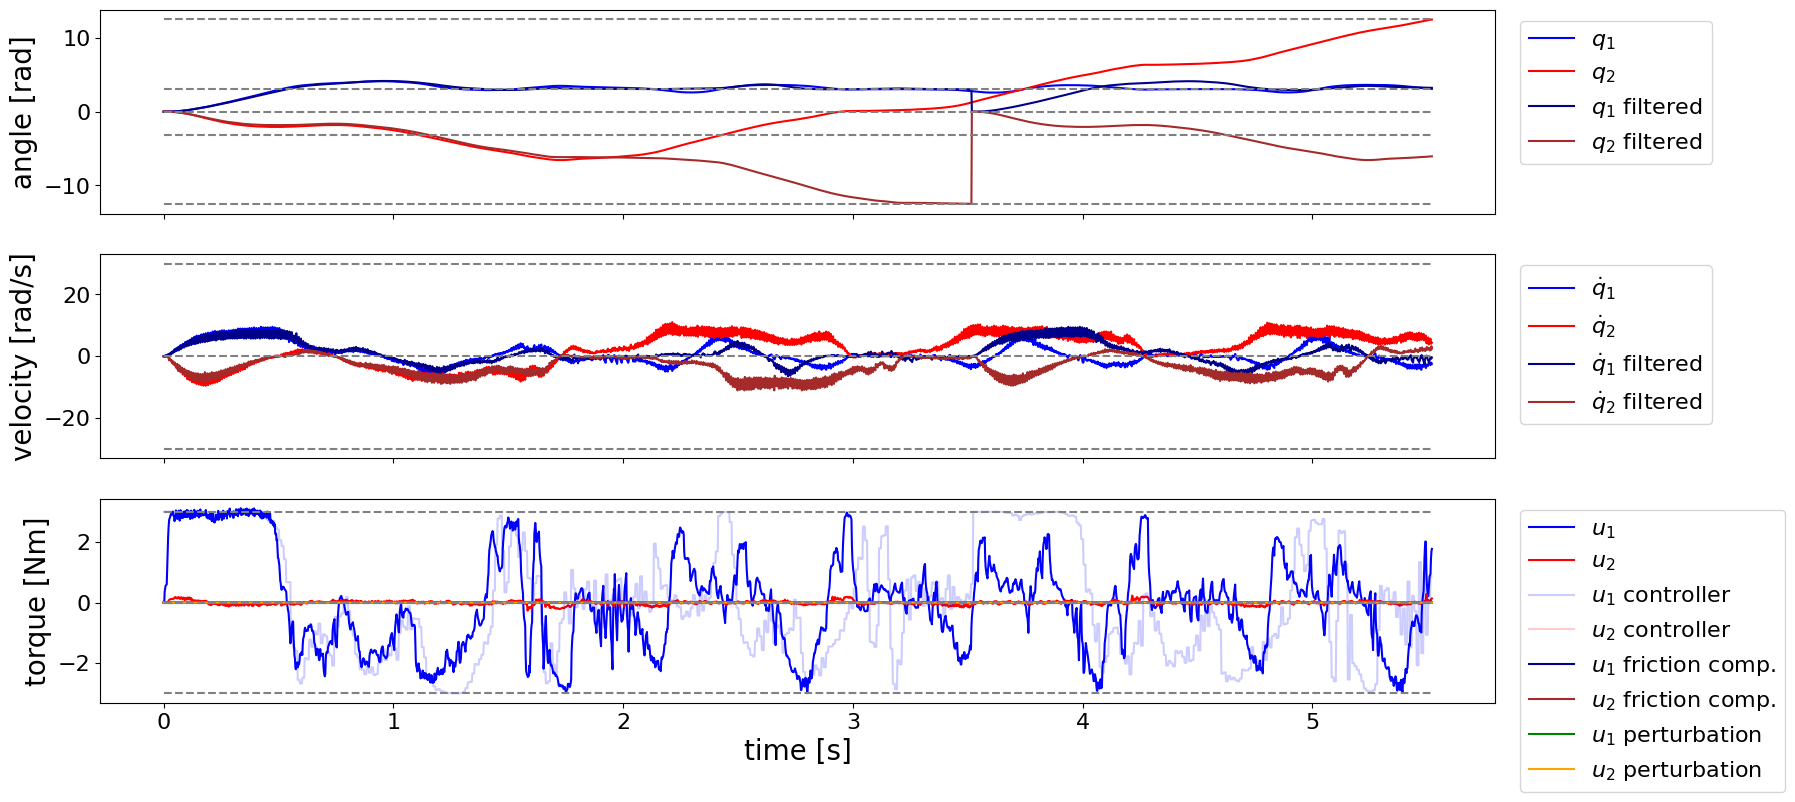 angle [rad]
10
0
−10
q₁
q₂
q₁ filtered
q₂ filtered
velocity [rad/s]
20
0
−20
q̇₁
q̇₂
q̇₁ filtered
q̇₂ filtered
torque [Nm]
2
0
−2
0 1 2 3 4 5
time [s]
u₁
u₂
u₁ controller
u₂ controller
u₁ friction comp.
u₂ friction comp.
u₁ perturbation
u₂ perturbation